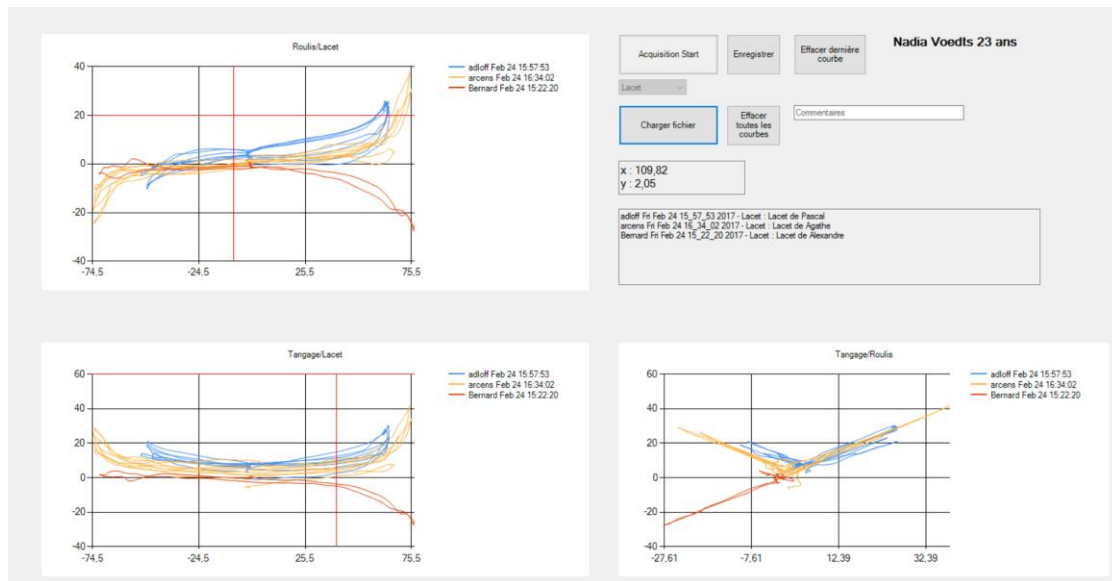 Roulis/Lacet
adloff Feb 24 15:57:53
arcens Feb 24 16:34:02
Bernard Feb 24 15:22:20
40
20
0
-20
-40
-74,5
-24,5
25,5
75,5
Acquisition Start
Enregistrer
Effacer dernière
courbe
Nadia Voedts 23 ans
Lacet
Charger fichier
Effacer
toutes les
courbes
Commentaires
x : 109,82
y : 2,05
adloff Fri Feb 24 15_57_53 2017 - Lacet : Lacet de Pascal
arcens Fri Feb 24 16_34_02 2017 - Lacet : Lacet de Agathe
Bernard Fri Feb 24 15_22_20 2017 - Lacet : Lacet de Alexandre
Tangage/Lacet
adloff Feb 24 15:57:53
arcens Feb 24 16:34:02
Bernard Feb 24 15:22:20
60
40
20
0
-20
-40
-74,5
-24,5
25,5
75,5
Tangage/Roulis
adloff Feb 24 15:57:53
arcens Feb 24 16:34:02
Bernard Feb 24 15:22:20
60
40
20
0
-20
-40
-27,61
-7,61
12,39
32,39